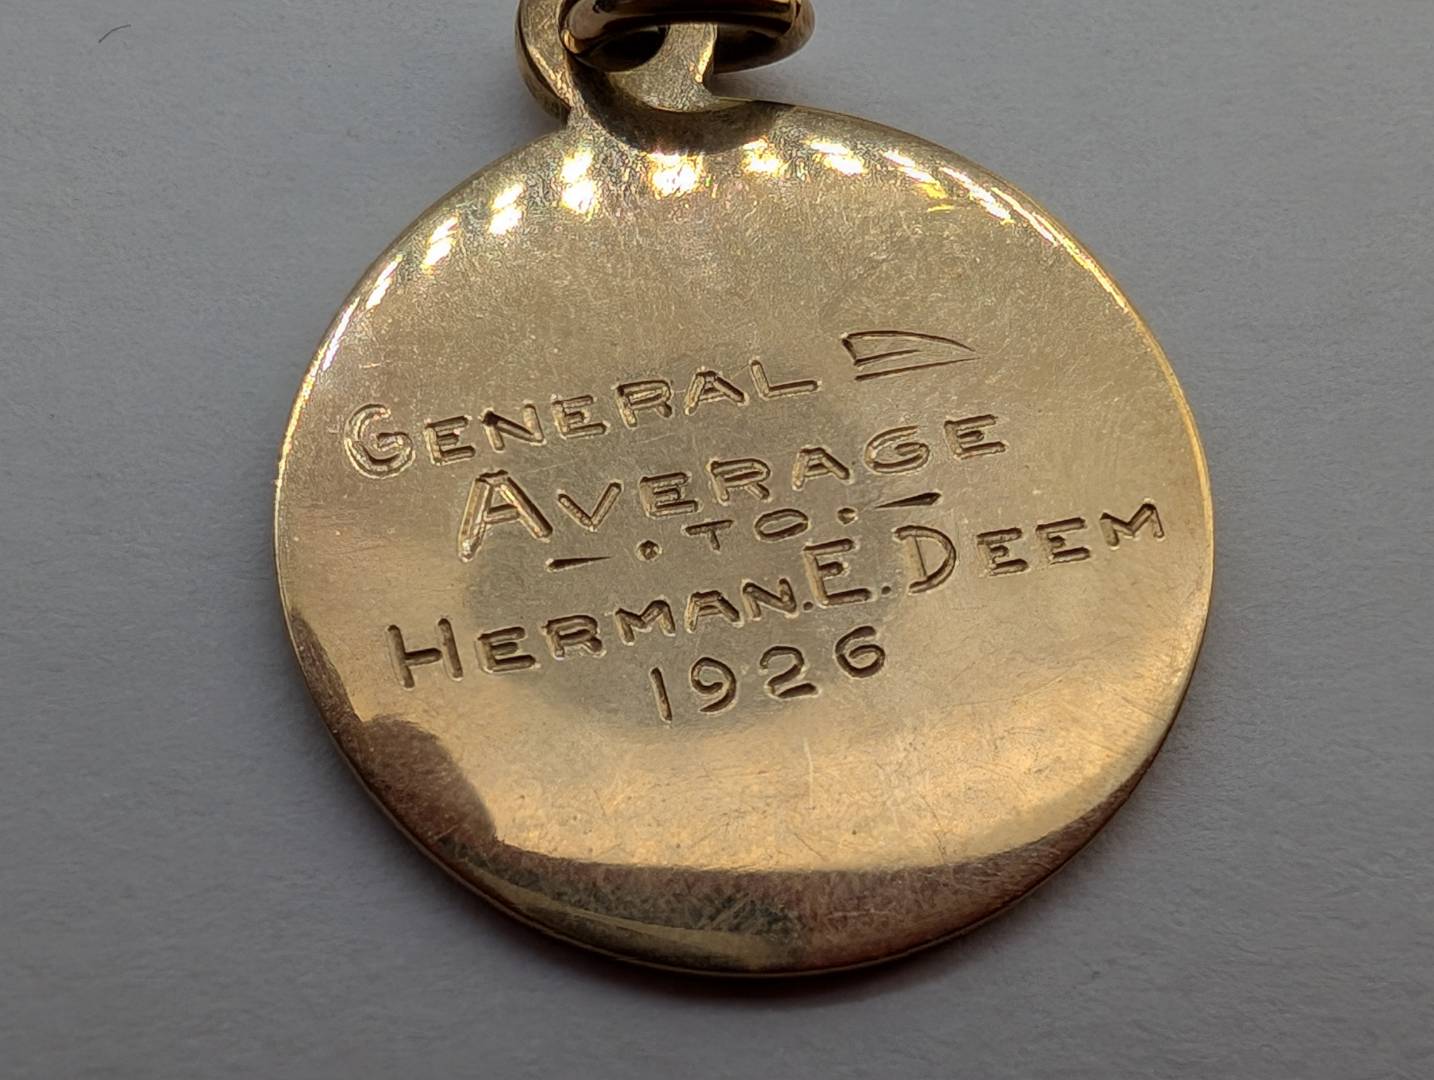 GENERAL
AVERAGE
TO
HERMAN.E.DEEM
1926